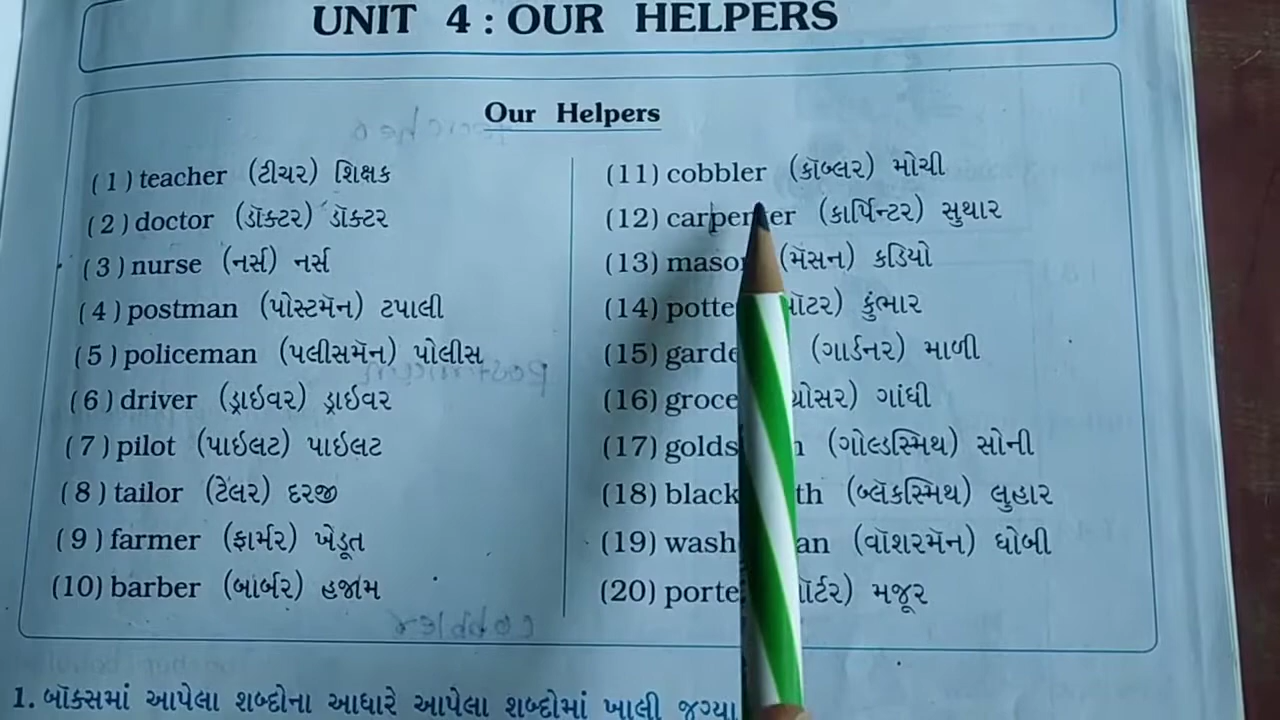 UNIT 4 : OUR HELPERS
Our Helpers
(1) teacher (ટીચર) શિક્ષક
(2) doctor (ડૉક્ટર) ડૉક્ટર
(3) nurse (નર્સ) નર્સ
(4) postman (પોસ્ટમૅન) ટપાલી
(5) policeman (પલીસમૅન) પોલીસ
(6) driver (ડ્રાઇવર) ડ્રાઇવર
(7) pilot (પાઇલટ) પાઇલટ
(8) tailor (ટેલર) દરજી
(9) farmer (ફાર્મર) ખેડૂત
(10) barber (બાર્બર) હજામ
(11) cobbler (કૉબ્લર) મોચી
(12) carpenter (કાર્પિન્ટર) સુથાર
(13) (મૅસન) કડિયો
(14) કુંભાર
(15) (ગાર્ડનર) માળી
(16) ગાંધી
(17) (ગોલ્ડસ્મિથ) સોની
(18) (બ્લૅકસ્મિથ) લુહાર
(19) (વૉશરમૅન) ધોબી
(20) મજૂર
1. બૉક્સમાં આપેલા શબ્દોના આધારે આપેલા શબ્દોમાં ખાલી જગ્યા